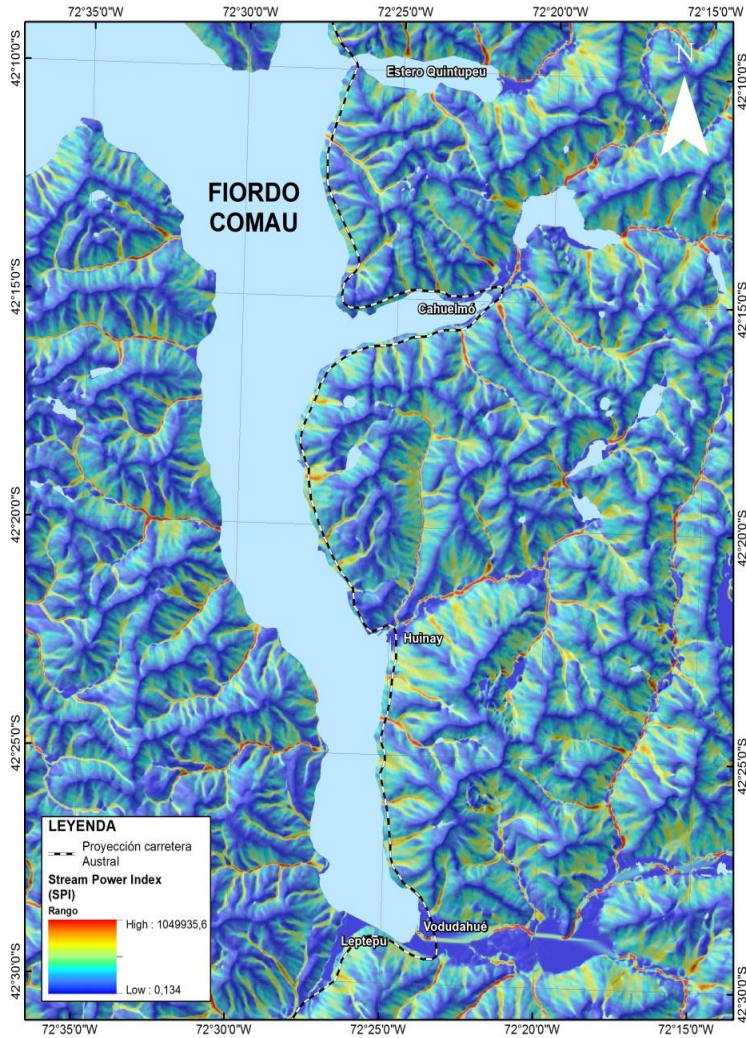 72°35'0"W
72°30'0"W
72°25'0"W
72°20'0"W
72°15'0"W
42°10'0"S
42°10'0"S
N
Estero Quintupeu
FIORDO
COMAU
42°15'0"S
42°15'0"S
Cahuelmó
42°20'0"S
42°20'0"S
Huinay
42°25'0"S
42°25'0"S
LEYENDA
Proyección carretera
Austral
Stream Power Index
(SPI)
Rango
High : 1049935,6
Low : 0,134
Vodudahué
Leptepu
42°30'0"S
42°30'0"S
72°35'0"W
72°30'0"W
72°25'0"W
72°20'0"W
72°15'0"W